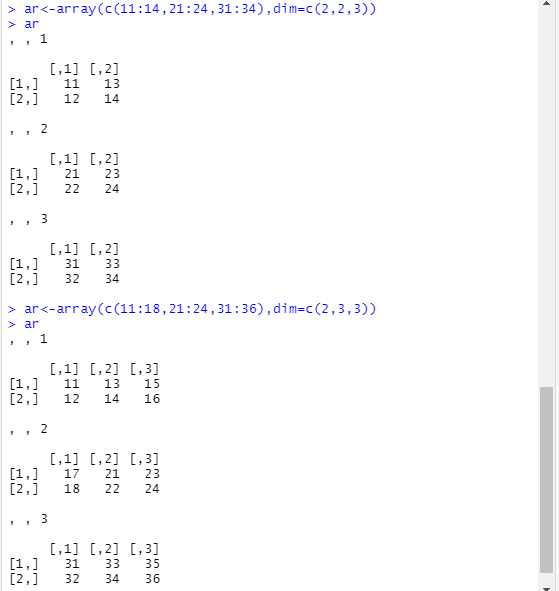 > ar<-array(c(11:14,21:24,31:34),dim=c(2,2,3))
> ar
, , 1

     [,1] [,2]
[1,]   11   13
[2,]   12   14

, , 2

     [,1] [,2]
[1,]   21   23
[2,]   22   24

, , 3

     [,1] [,2]
[1,]   31   33
[2,]   32   34

> ar<-array(c(11:18,21:24,31:36),dim=c(2,3,3))
> ar
, , 1

     [,1] [,2] [,3]
[1,]   11   13   15
[2,]   12   14   16

, , 2

     [,1] [,2] [,3]
[1,]   17   21   23
[2,]   18   22   24

, , 3

     [,1] [,2] [,3]
[1,]   31   33   35
[2,]   32   34   36